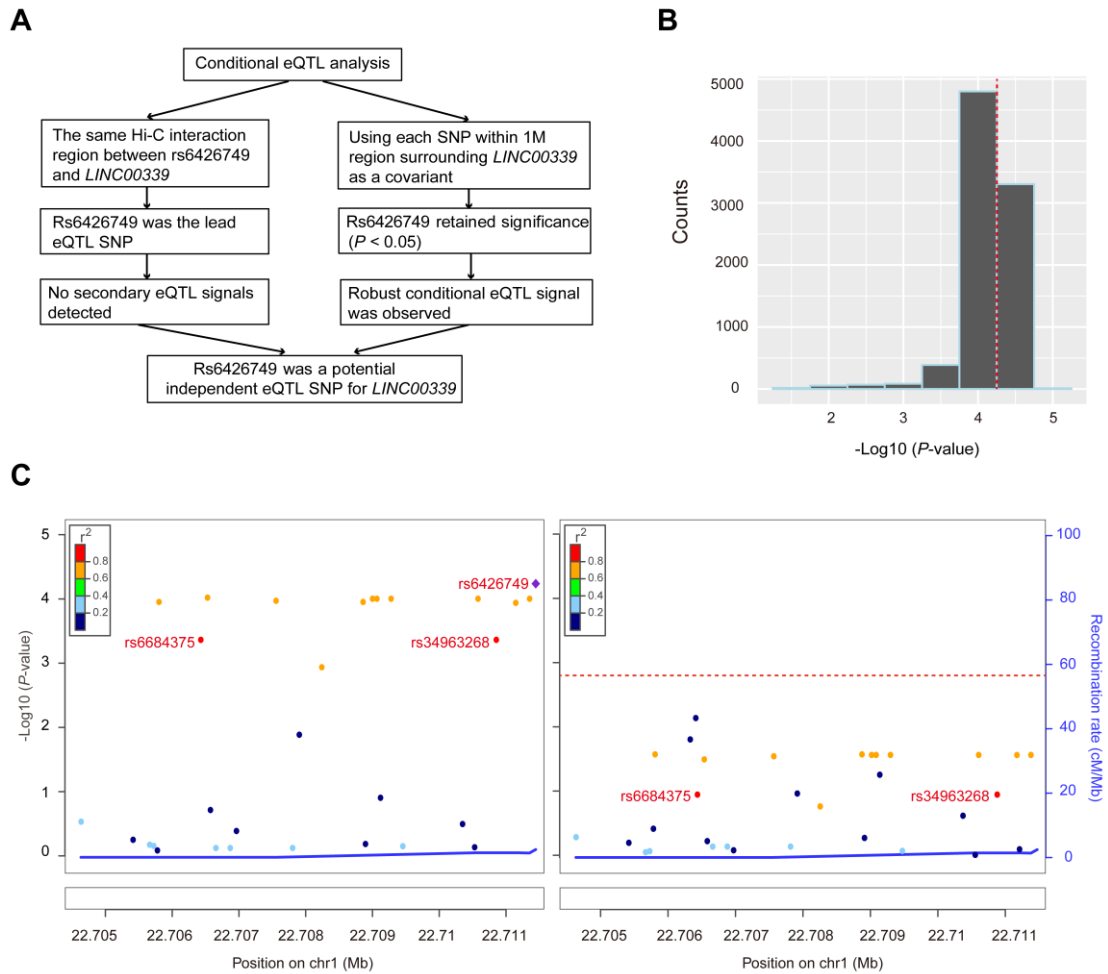 A
Conditional eQTL analysis
The same Hi-C interaction
region between rs6426749
and LINC00339
Using each SNP within 1M
region surrounding LINC00339
as a covariant
Rs6426749 was the lead
eQTL SNP
Rs6426749 retained significance
(P < 0.05)
No secondary eQTL signals
detected
Robust conditional eQTL signal
was observed
Rs6426749 was a potential
independent eQTL SNP for LINC00339
B
5000
4000
3000
2000
1000
0
Counts
2 3 4 5
-Log10 (P-value)
C
5
4
3
2
1
0
-Log10 (P-value)
r2
0.8
0.6
0.4
0.2
rs6426749
rs6684375
rs34963268
22.705 22.706 22.707 22.708 22.709 22.71 22.711
Position on chr1 (Mb)
r2
0.8
0.6
0.4
0.2
rs6684375
rs34963268
100
80
60
40
20
0
Recombination rate (cM/Mb)
22.705 22.706 22.707 22.708 22.709 22.71 22.711
Position on chr1 (Mb)